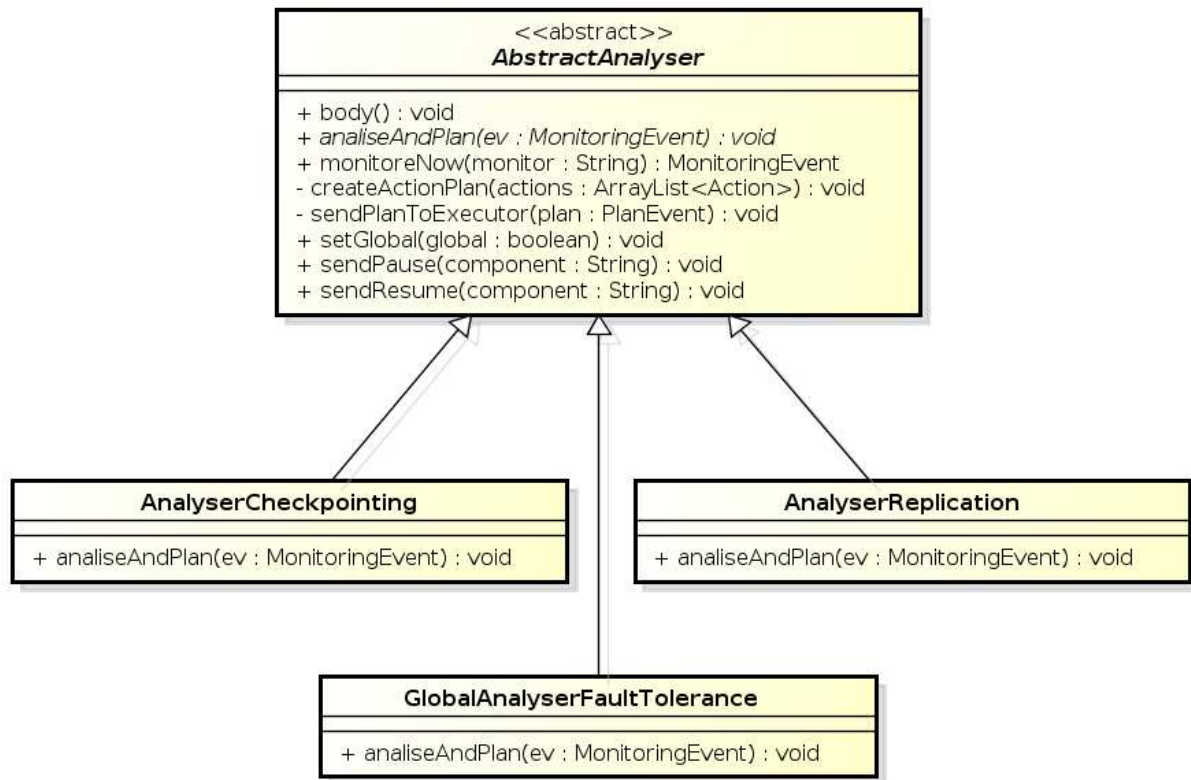 <<abstract>>
AbstractAnalyser
+ body() : void
+ analiseAndPlan(ev : MonitoringEvent) : void
+ monitoreNow(monitor : String) : MonitoringEvent
- createActionPlan(actions : ArrayList<Action>) : void
- sendPlanToExecutor(plan : PlanEvent) : void
+ setGlobal(global : boolean) : void
+ sendPause(component : String) : void
+ sendResume(component : String) : void
AnalyserCheckpointing
+ analiseAndPlan(ev : MonitoringEvent) : void
AnalyserReplication
+ analiseAndPlan(ev : MonitoringEvent) : void
GlobalAnalyserFaultTolerance
+ analiseAndPlan(ev : MonitoringEvent) : void